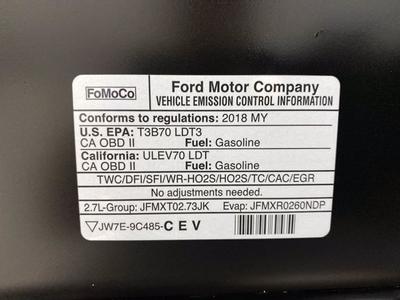 FoMoCo
Ford Motor Company
VEHICLE EMISSION CONTROL INFORMATION
Conforms to regulations: 2018 MY
U.S. EPA: T3B70 LDT3
CA OBD II Fuel: Gasoline
California: ULEV70 LDT
CA OBD II Fuel: Gasoline
TWC/DFI/SFI/WR-HO2S/HO2S/TC/CAC/EGR
No adjustments needed.
2.7L-Group: JFMXT02.73JK Evap: JFMXR0260NDP
JW7E-9C485-C E V